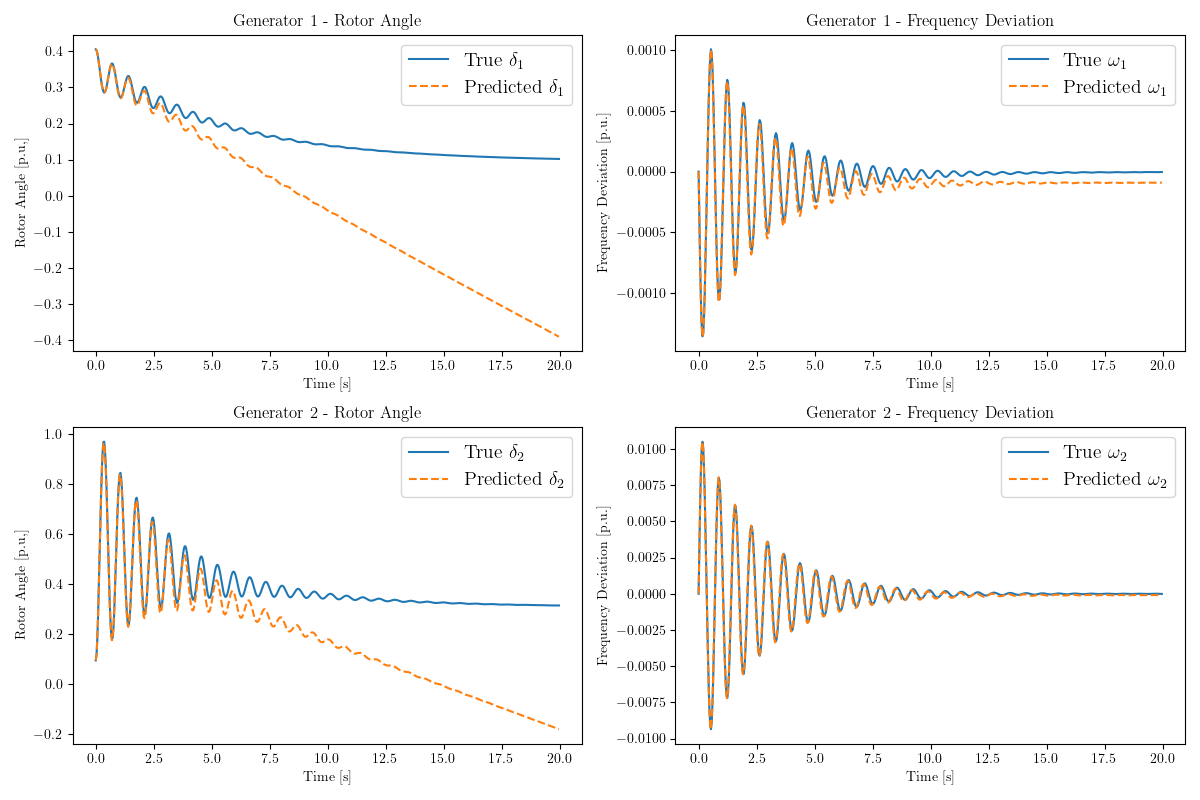 Generator 1 - Rotor Angle
True δ₁
Predicted δ₁
Rotor Angle [p.u.]
0.4
0.3
0.2
0.1
0.0
−0.1
−0.2
−0.3
−0.4
0.0 2.5 5.0 7.5 10.0 12.5 15.0 17.5 20.0
Time [s]
Generator 1 - Frequency Deviation
True ω₁
Predicted ω₁
Frequency Deviation [p.u.]
0.0010
0.0005
0.0000
−0.0005
−0.0010
0.0 2.5 5.0 7.5 10.0 12.5 15.0 17.5 20.0
Time [s]
Generator 2 - Rotor Angle
True δ₂
Predicted δ₂
Rotor Angle [p.u.]
1.0
0.8
0.6
0.4
0.2
0.0
−0.2
0.0 2.5 5.0 7.5 10.0 12.5 15.0 17.5 20.0
Time [s]
Generator 2 - Frequency Deviation
True ω₂
Predicted ω₂
Frequency Deviation [p.u.]
0.0100
0.0075
0.0050
0.0025
0.0000
−0.0025
−0.0050
−0.0075
−0.0100
0.0 2.5 5.0 7.5 10.0 12.5 15.0 17.5 20.0
Time [s]